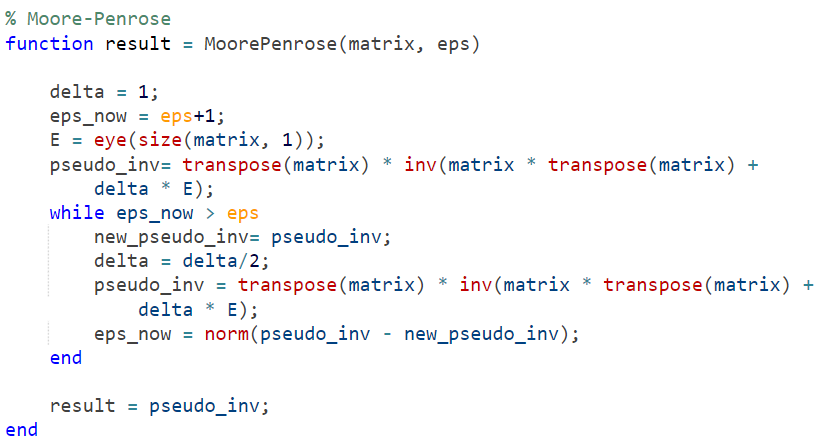 % Moore-Penrose
function result = MoorePenrose(matrix, eps)
delta = 1;
eps_now = eps+1;
E = eye(size(matrix, 1));
pseudo_inv= transpose(matrix) * inv(matrix * transpose(matrix) +
delta * E);
while eps_now > eps
new_pseudo_inv= pseudo_inv;
delta = delta/2;
pseudo_inv = transpose(matrix) * inv(matrix * transpose(matrix) +
delta * E);
eps_now = norm(pseudo_inv - new_pseudo_inv);
end
result = pseudo_inv;
end